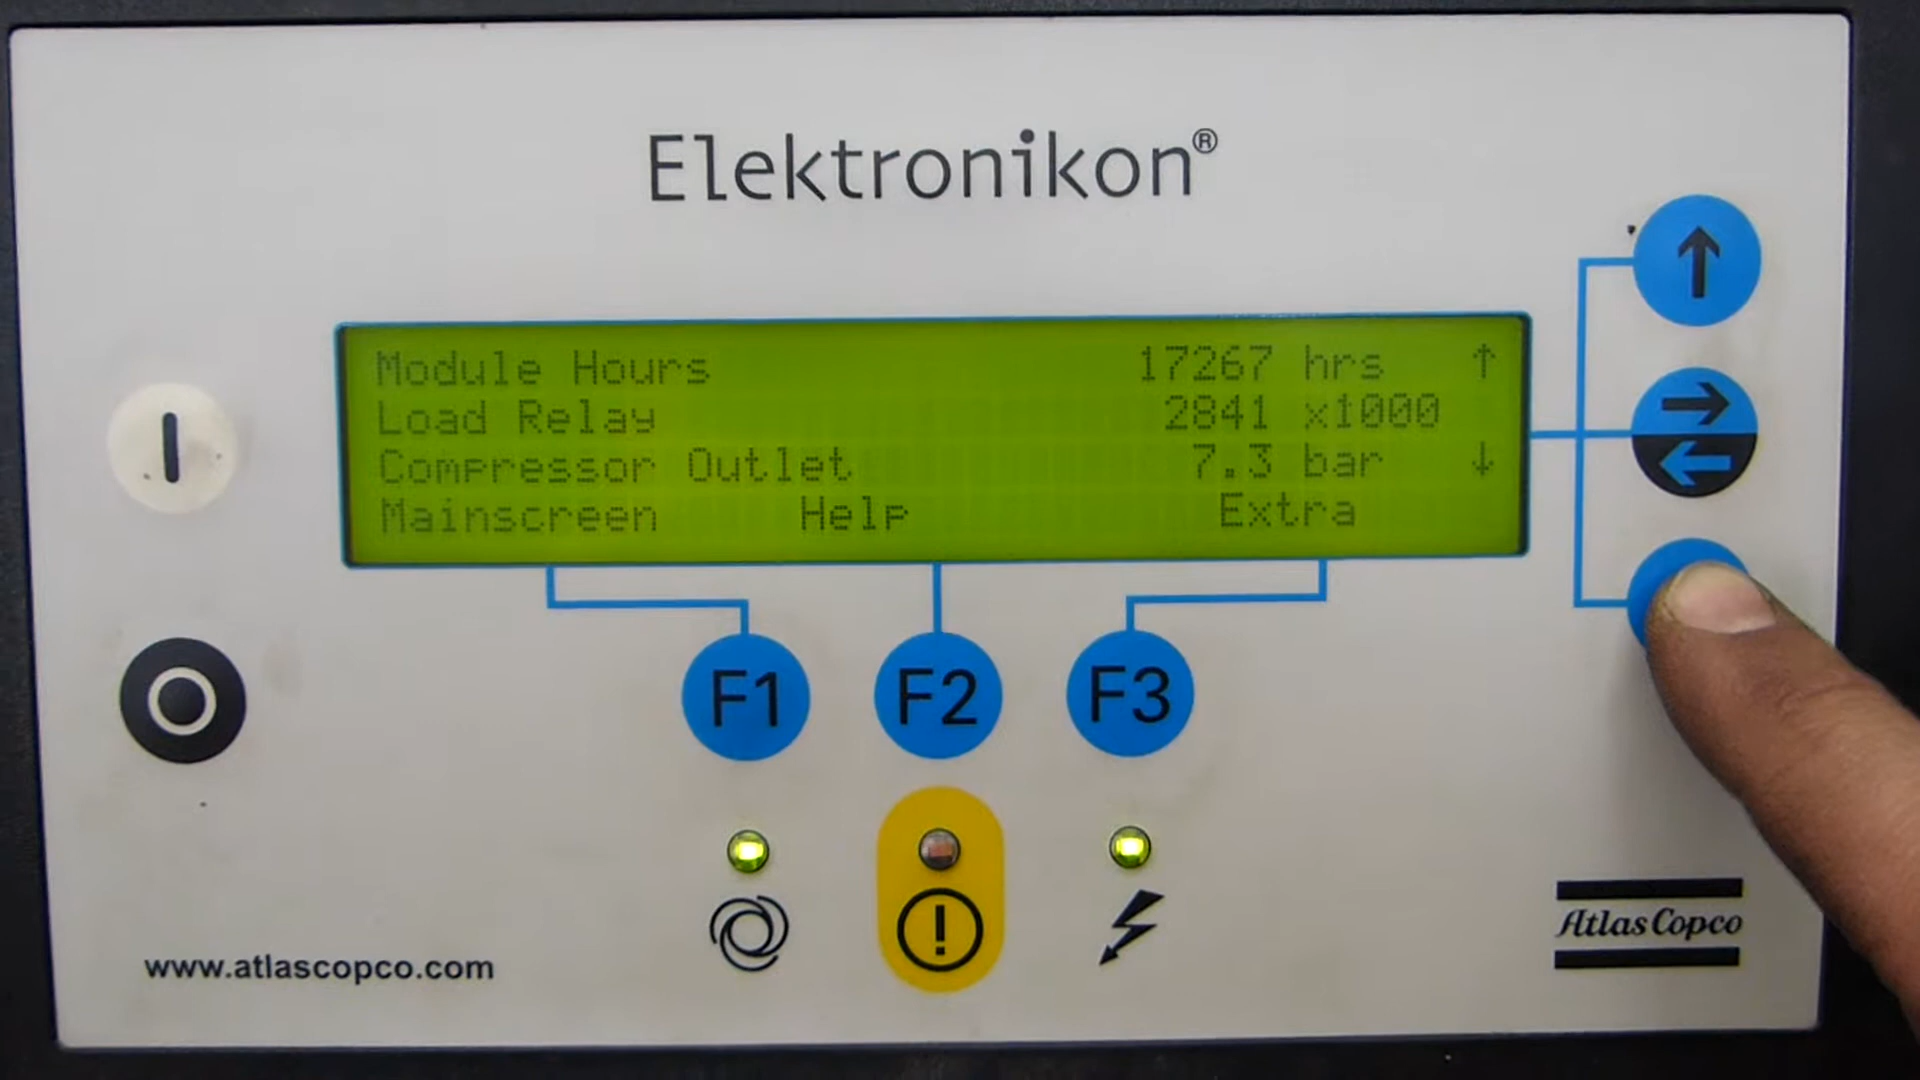 Elektronikon®
Module Hours 17267 hrs ↑
Load Relay 2841 x1000
Compressor Outlet 7.3 bar ↓
Mainscreen Help Extra
F1 F2 F3
!
Atlas Copco
www.atlascopco.com